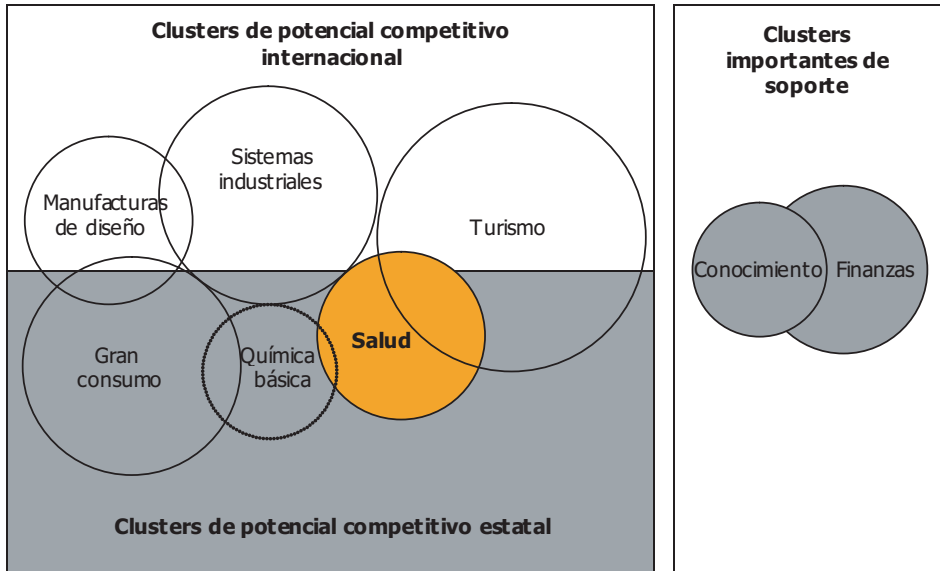 Clusters de potencial competitivo
internacional
Clusters
importantes de
soporte
Sistemas
industriales
Manufacturas
de diseño
Turismo
Conocimiento
Finanzas
Salud
Gran
consumo
Química
básica
Clusters de potencial competitivo estatal